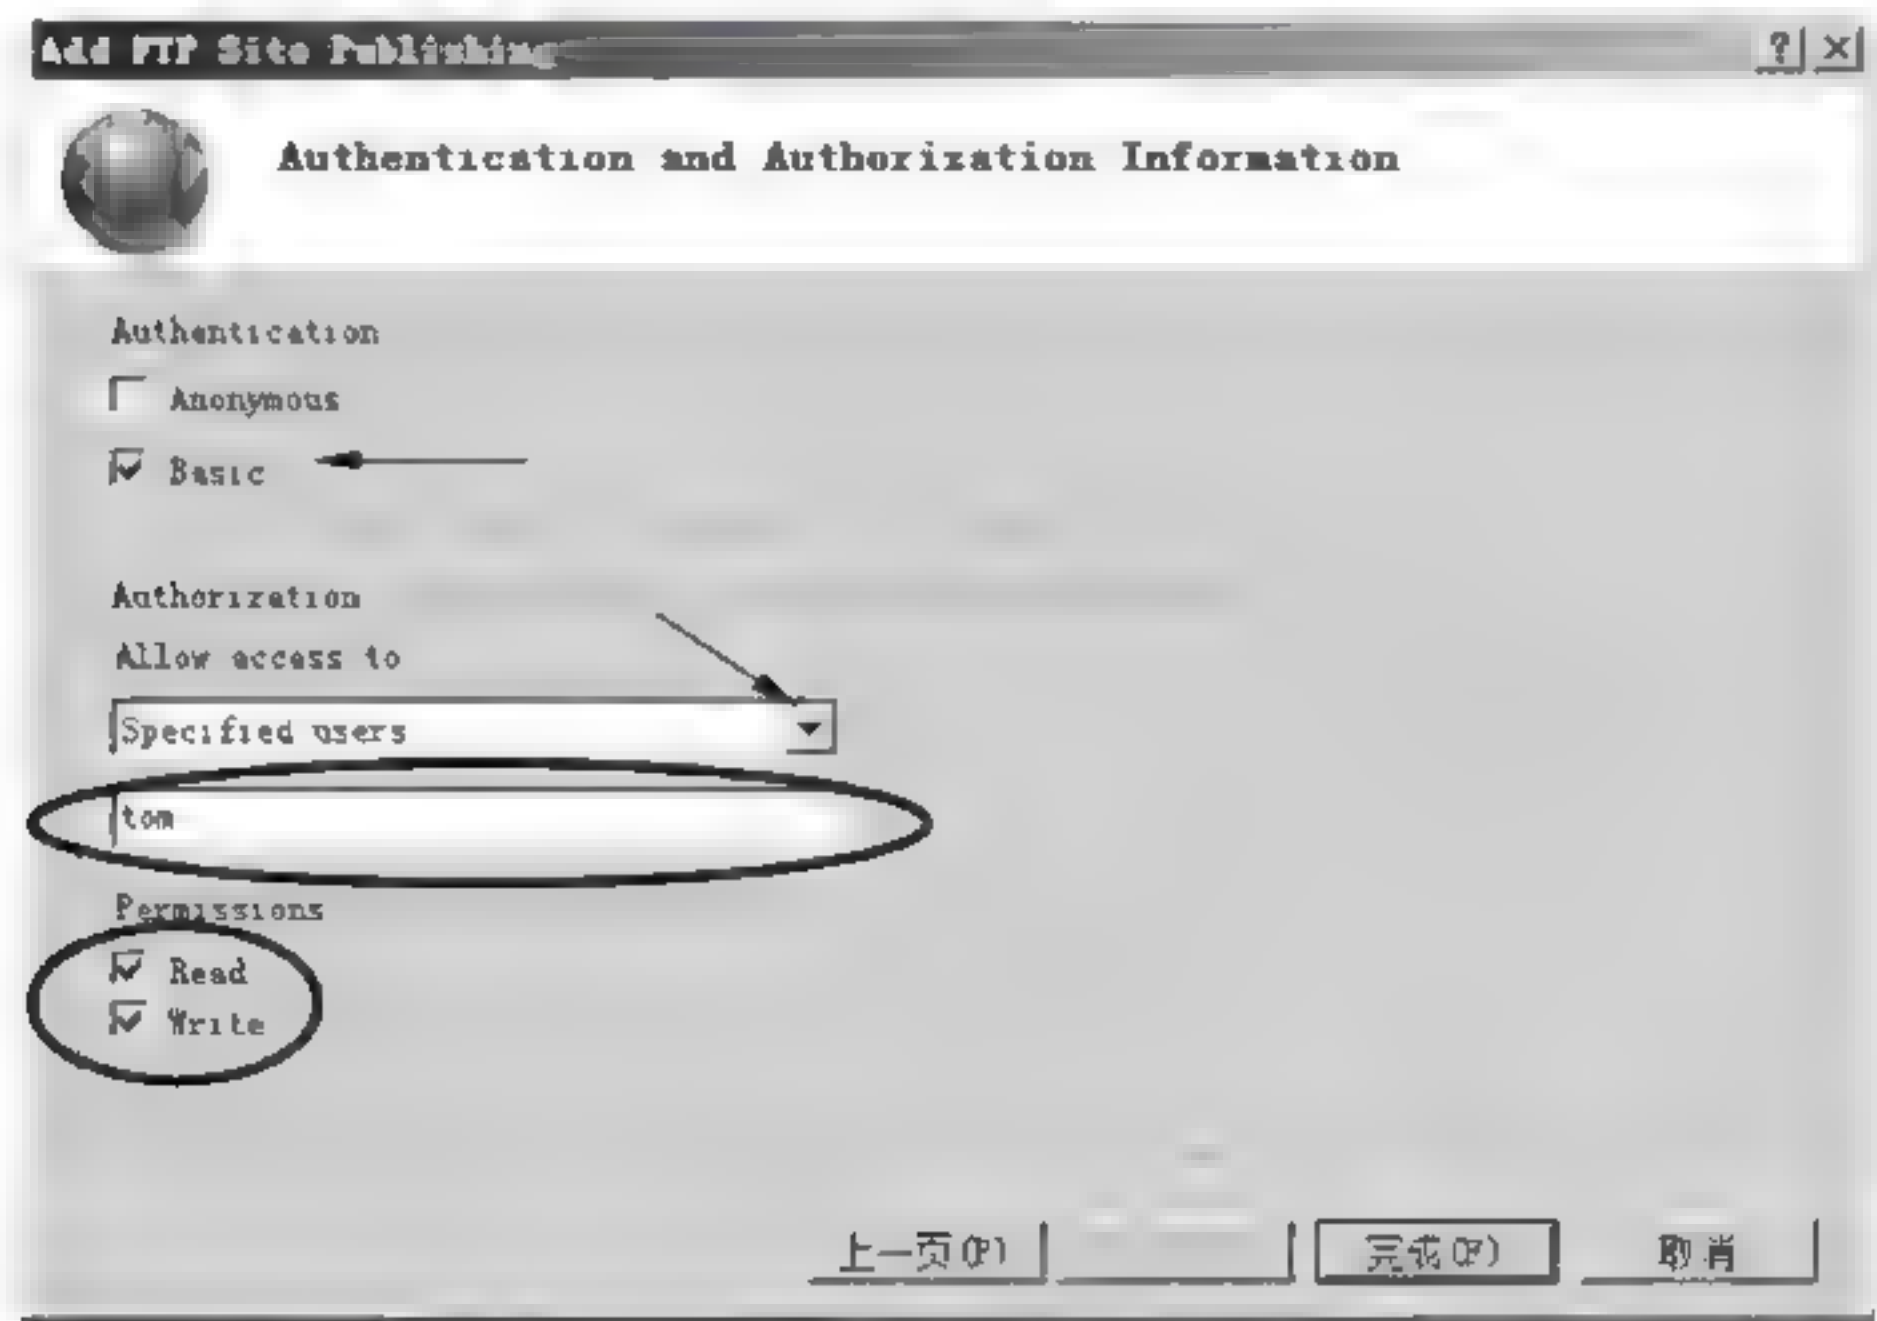 Add FTP Site Publishing
Authentication and Authorization Information
Authentication
Anonymous
Basic
Authorization
Allow access to
Specified users
tom
Permissions
Read
Write
上一页(P)
完成(F)
取消